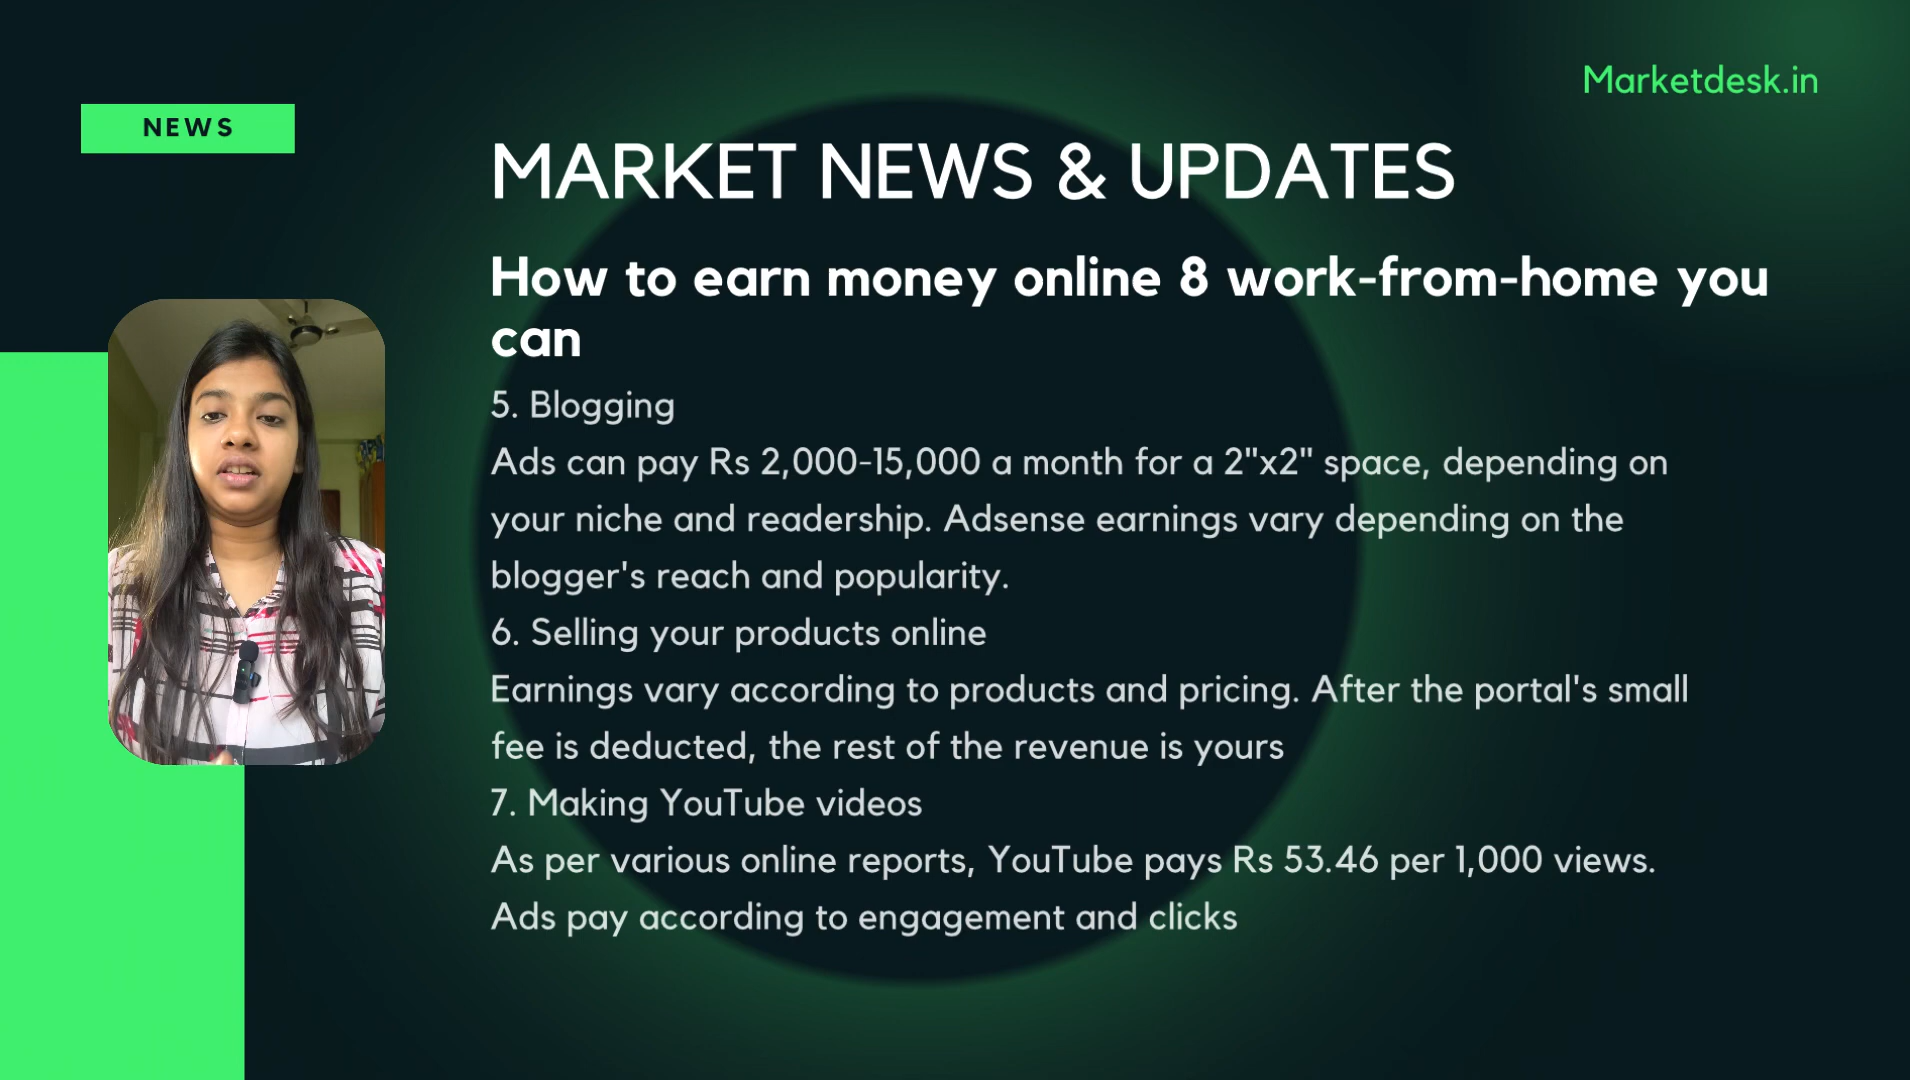 Marketdesk.in
NEWS
MARKET NEWS & UPDATES
How to earn money online 8 work-from-home you
can
5. Blogging
Ads can pay Rs 2,000-15,000 a month for a 2"x2" space, depending on
your niche and readership. Adsense earnings vary depending on the
blogger's reach and popularity.
6. Selling your products online
Earnings vary according to products and pricing. After the portal's small
fee is deducted, the rest of the revenue is yours
7. Making YouTube videos
As per various online reports, YouTube pays Rs 53.46 per 1,000 views.
Ads pay according to engagement and clicks